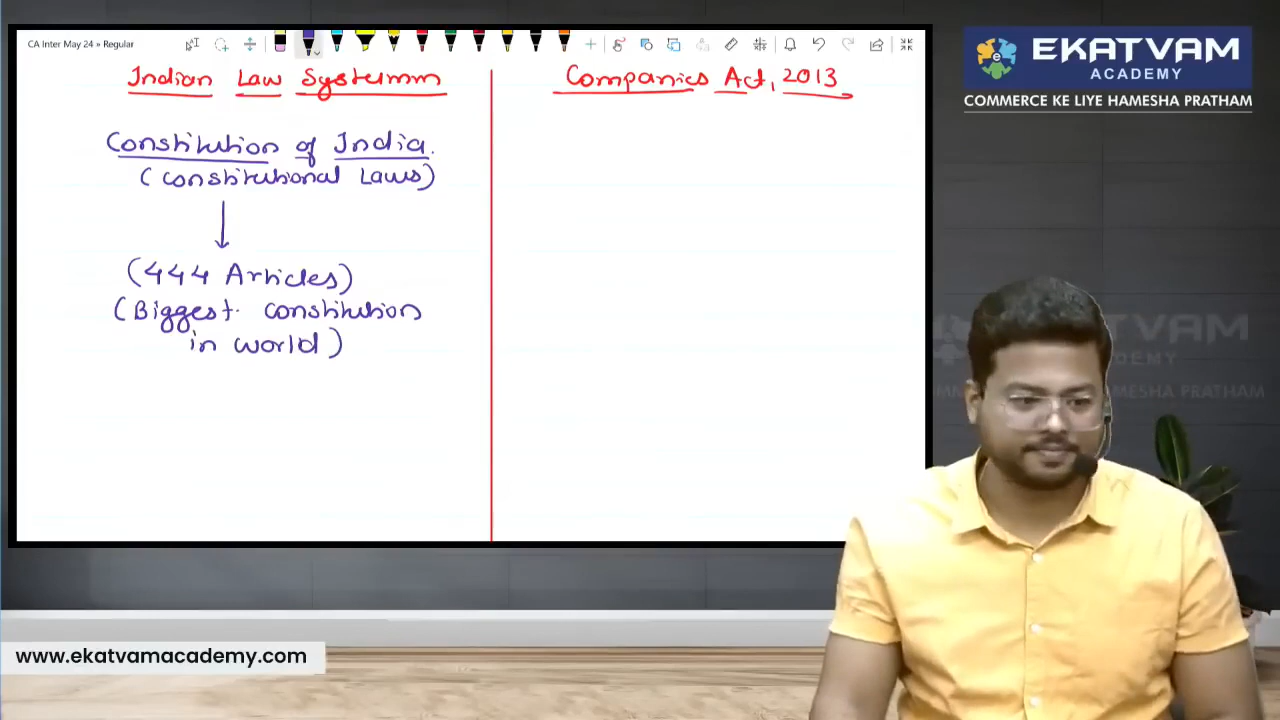 CA Inter May 24 » Regular
Indian Law Systemm
Constitution of India.
(Constitutional Laws)
(444 Articles)
(Biggest constitution
in world)
Companies Act, 2013
EKATVAM
ACADEMY
COMMERCE KE LIYE HAMESHA PRATHAM
www.ekatvamacademy.com